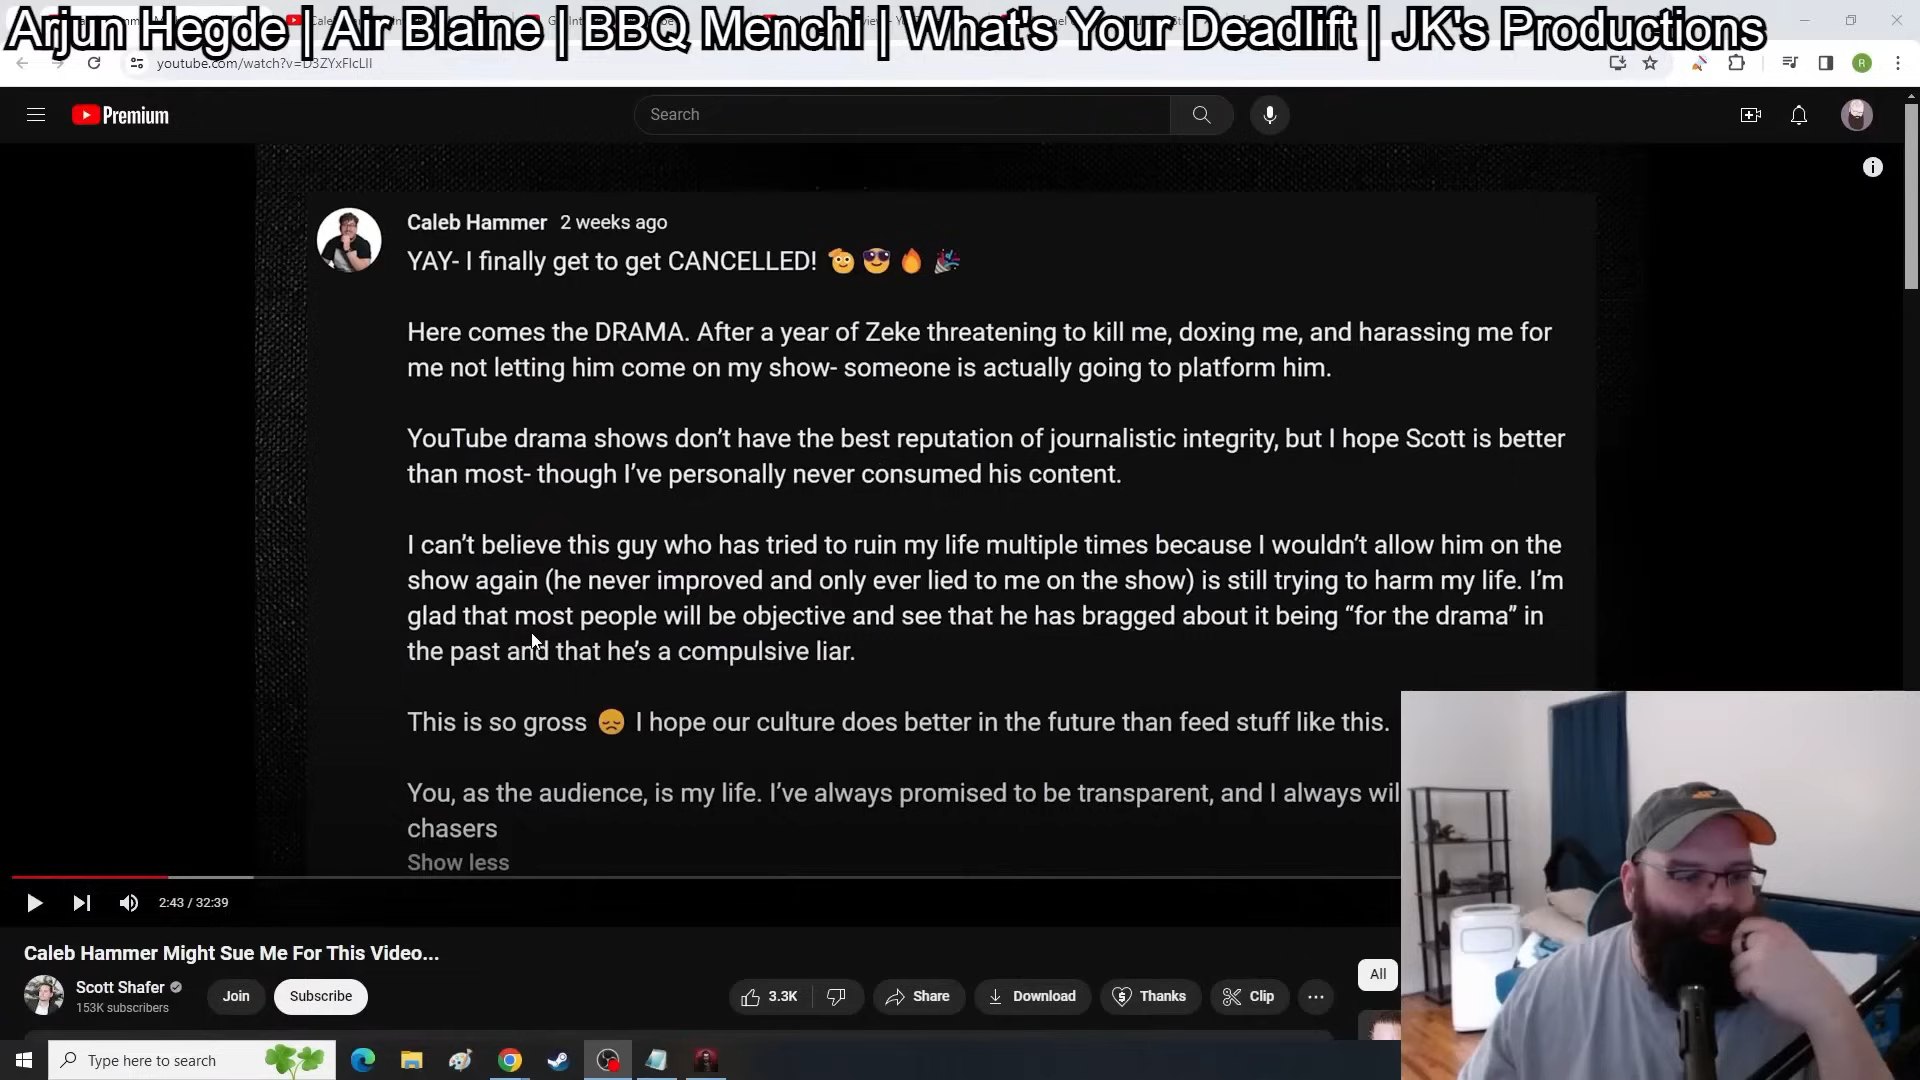 Arjun Hegde | Air Blaine | BBQ Menchi | What's Your Deadlift | JK's Productions
youtube.com/watch?v=D3ZYxFIcLII
R
Premium
Search
Caleb Hammer 2 weeks ago
YAY- I finally get to get CANCELLED! 🫡 😎 🔥 🎉
Here comes the DRAMA. After a year of Zeke threatening to kill me, doxing me, and harassing me for
me not letting him come on my show- someone is actually going to platform him.
YouTube drama shows don’t have the best reputation of journalistic integrity, but I hope Scott is better
than most- though I’ve personally never consumed his content.
I can’t believe this guy who has tried to ruin my life multiple times because I wouldn’t allow him on the
show again (he never improved and only ever lied to me on the show) is still trying to harm my life. I’m
glad that most people will be objective and see that he has bragged about it being “for the drama” in
the past and that he’s a compulsive liar.
This is so gross 😞 I hope our culture does better in the future than feed stuff like this.
You, as the audience, is my life. I’ve always promised to be transparent, and I always wil
chasers
Show less
2:43 / 32:39
Caleb Hammer Might Sue Me For This Video...
Scott Shafer
153K subscribers
Join
Subscribe
3.3K
Share
Download
Thanks
Clip
All
Type here to search